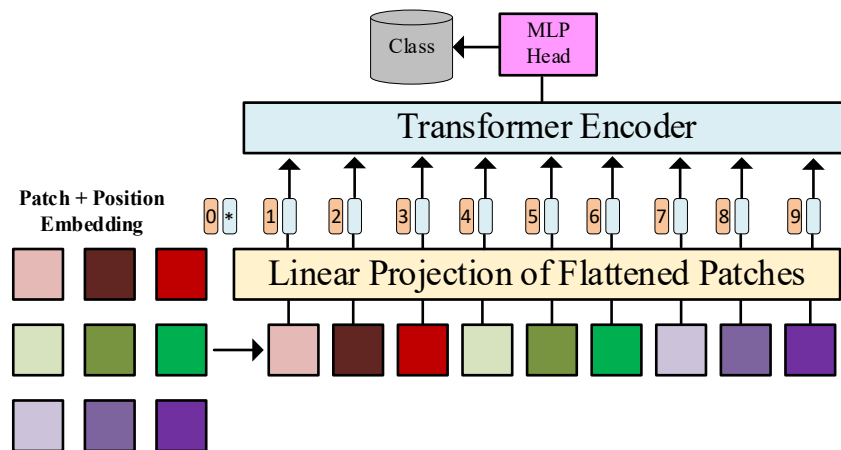 Class
MLP
Head
Transformer Encoder
Patch + Position
Embedding
0 * 1 2 3 4 5 6 7 8 9
Linear Projection of Flattened Patches